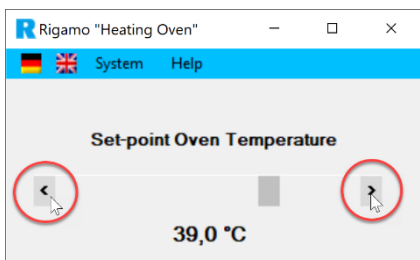 R Rigamo "Heating Oven"
System Help
Set-point Oven Temperature
< >
39,0 °C